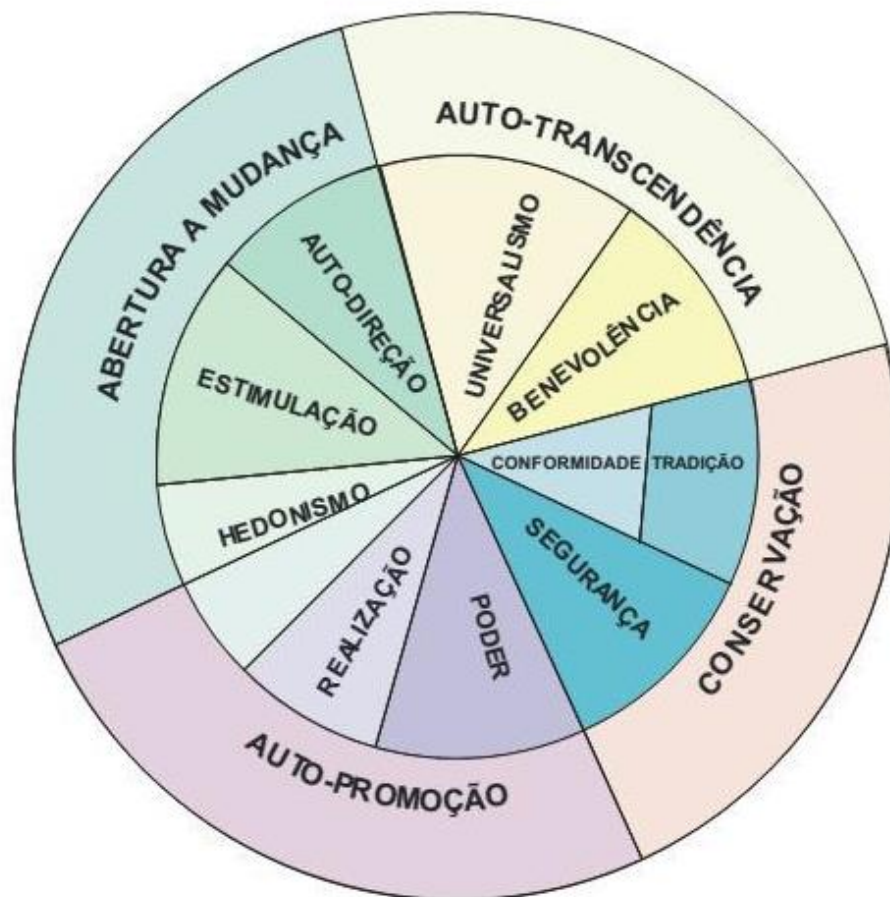 ABERTURA A MUDANÇA
AUTO-TRANSCENDÊNCIA
CONSERVAÇÃO
AUTO-PROMOÇÃO
AUTO-DIREÇÃO
UNIVERSALISMO
BENEVOLÊNCIA
CONFORMIDADE
TRADIÇÃO
SEGURANÇA
PODER
REALIZAÇÃO
HEDONISMO
ESTIMULAÇÃO